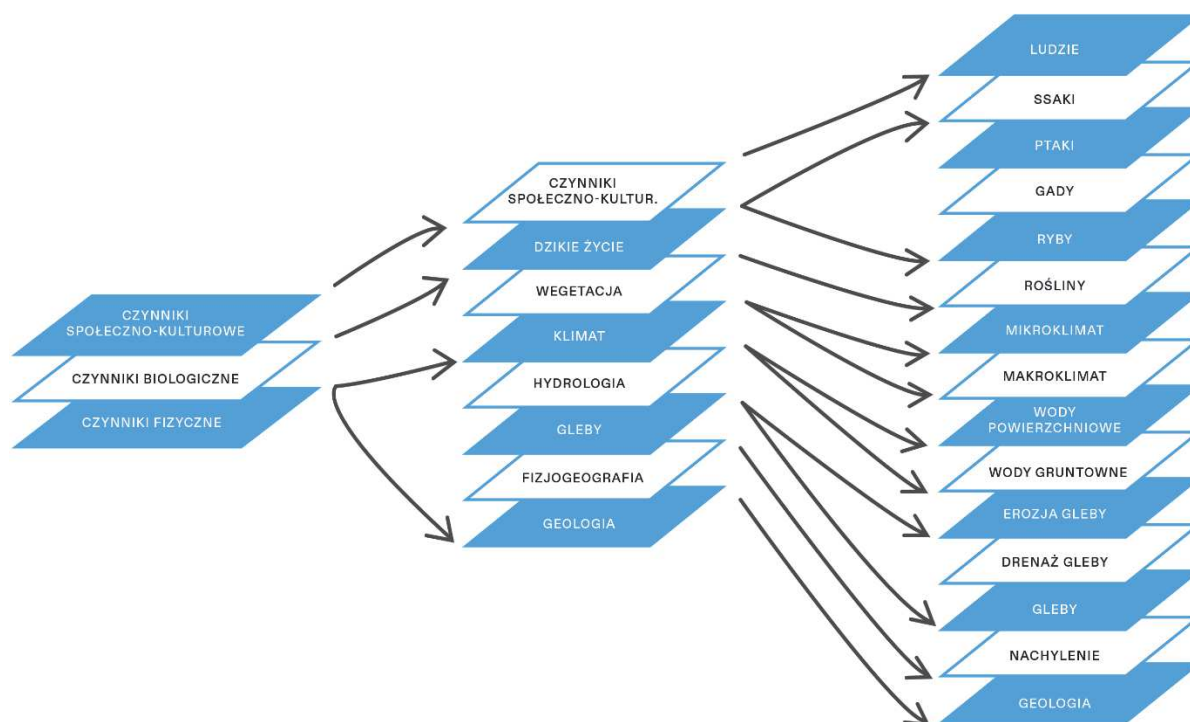 CZYNNIKI
SPOŁECZNO-KULTUROWE
CZYNNIKI BIOLOGICZNE
CZYNNIKI FIZYCZNE
CZYNNIKI
SPOŁECZNO-KULTUR.
DZIKIE ŻYCIE
WEGETACJA
KLIMAT
HYDROLOGIA
GLEBY
FIZJOGEOGRAFIA
GEOLOGIA
LUDZIE
SSAKI
PTAKI
GADY
RYBY
ROŚLINY
MIKROKLIMAT
MAKROKLIMAT
WODY
POWIERZCHNIOWE
WODY GRUNTOWNE
EROZJA GLEBY
DRENAŻ GLEBY
GLEBY
NACHYLENIE
GEOLOGIA